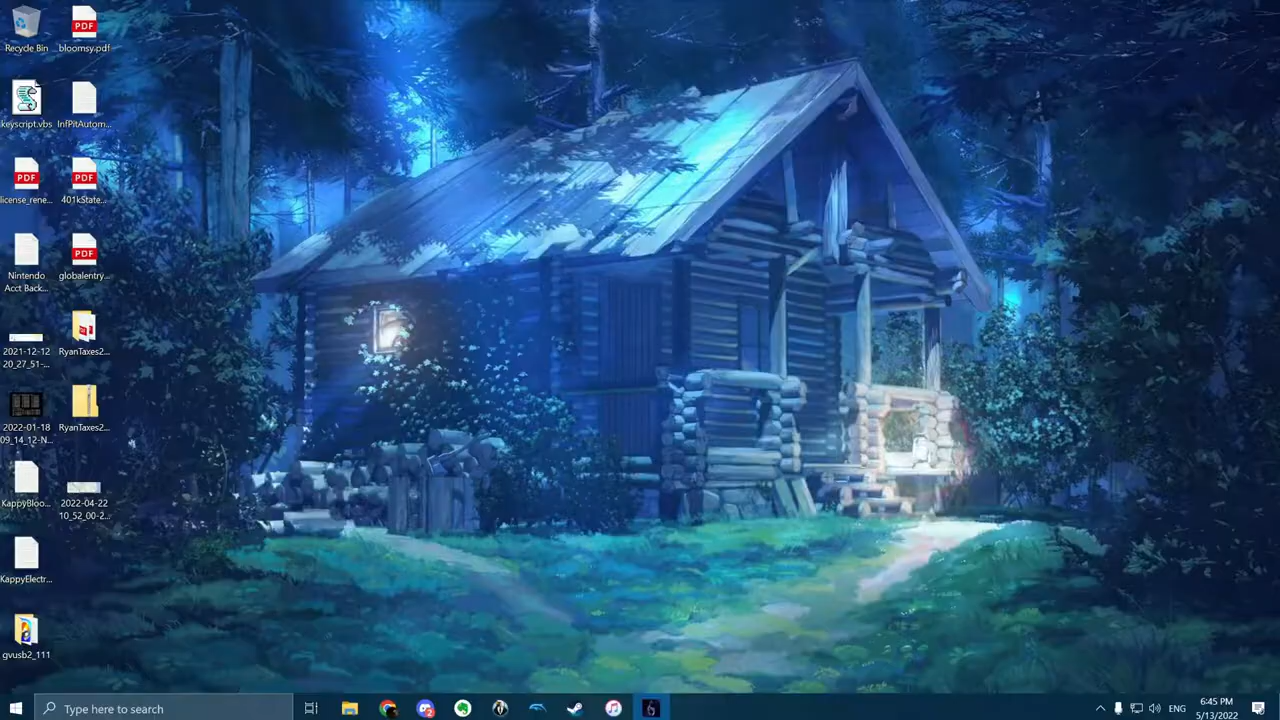 Recycle Bin
bloomsy.pdf
keyscript.vbs
InfPitAutom...
license_rene...
401kState...
Nintendo
Acct Back...
globalentry...
2021-12-12
20_27_51-...
RyanTaxes2...
2022-01-18
09_14_12-N...
RyanTaxes2...
KappyBloo...
2022-04-22
10_52_00-2...
KappyElectr...
gvusb2_111
PDF
PDF
PDF
PDF
Type here to search
2
ENG
6:45 PM
5/13/2022